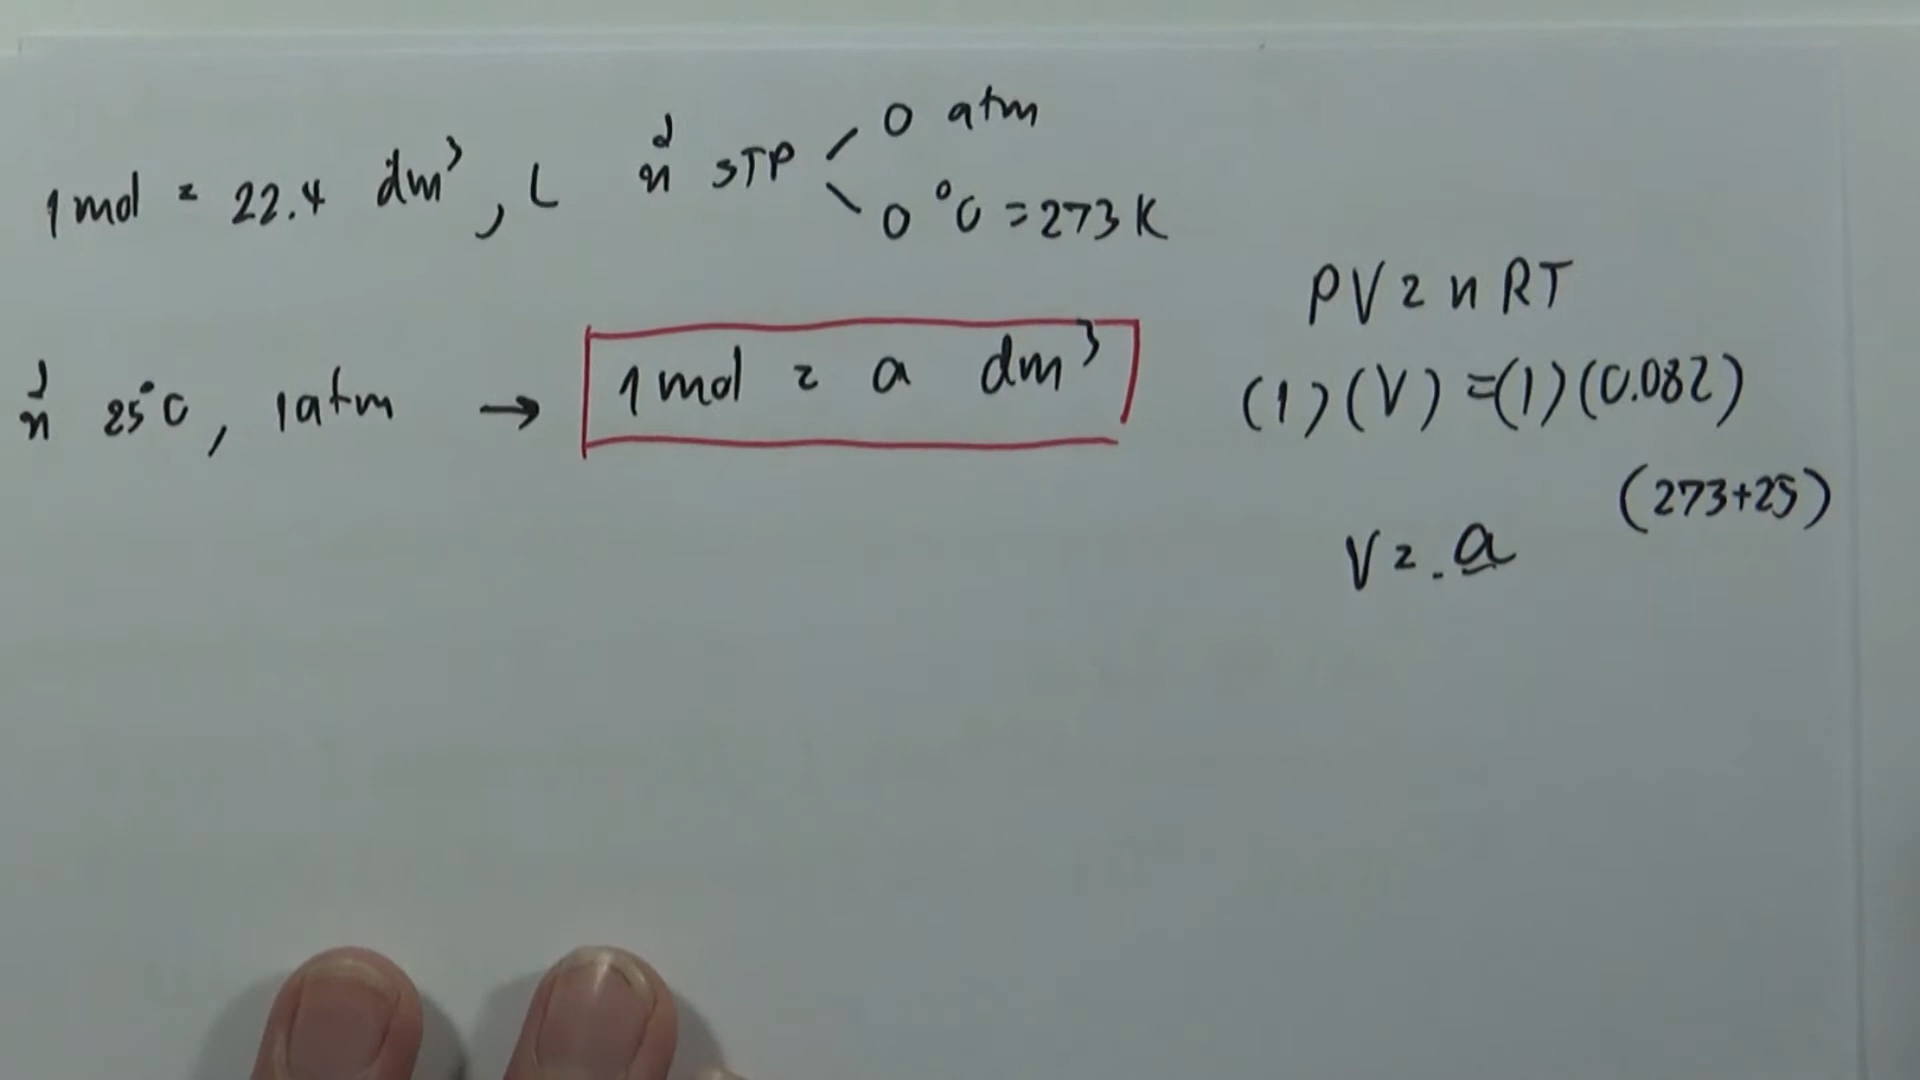 1 mol = 22.4 dm³, L ที่ STP 0 atm
0 °C = 273 K
PV = nRT
ที่ 25°C, 1 atm → 1 mol = a dm³
(1)(V) = (1)(0.082)
(273+25)
V = a